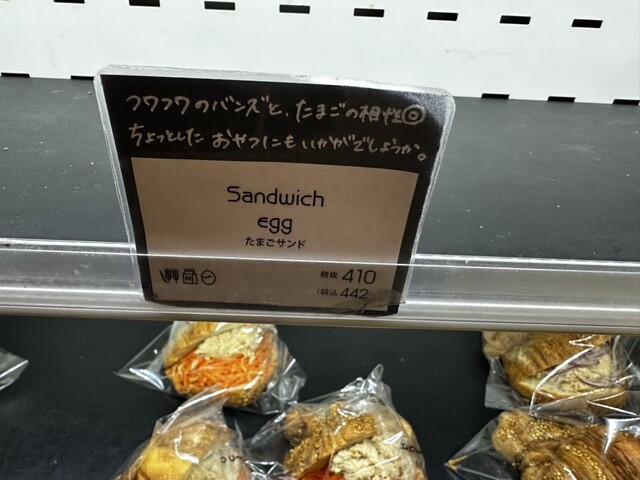 フワフワのバンズと、たまごの相性◎
ちょっとした おやつにも いかがでしょうか。
Sandwich
egg
たまごサンド
税抜 410
(税込 442